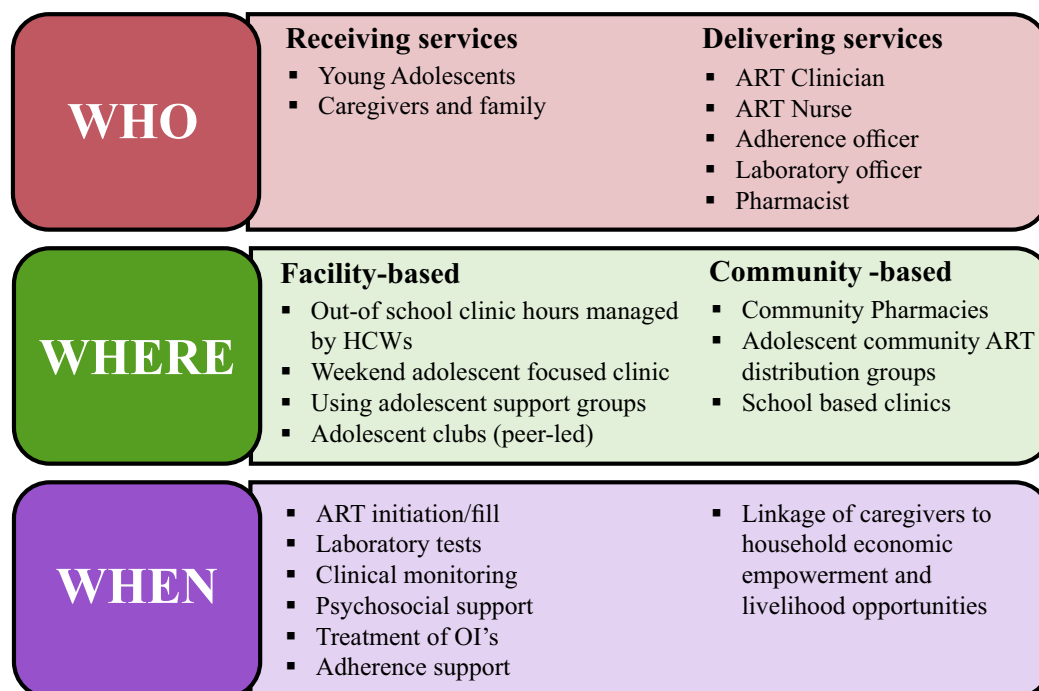 WHO
Receiving services
▪ Young Adolescents
▪ Caregivers and family
Delivering services
▪ ART Clinician
▪ ART Nurse
▪ Adherence officer
▪ Laboratory officer
▪ Pharmacist
WHERE
Facility-based
▪ Out-of school clinic hours managed
by HCWs
▪ Weekend adolescent focused clinic
▪ Using adolescent support groups
▪ Adolescent clubs (peer-led)
Community -based
▪ Community Pharmacies
▪ Adolescent community ART
distribution groups
▪ School based clinics
WHEN
▪ ART initiation/fill
▪ Laboratory tests
▪ Clinical monitoring
▪ Psychosocial support
▪ Treatment of OI's
▪ Adherence support
▪ Linkage of caregivers to
household economic
empowerment and
livelihood opportunities